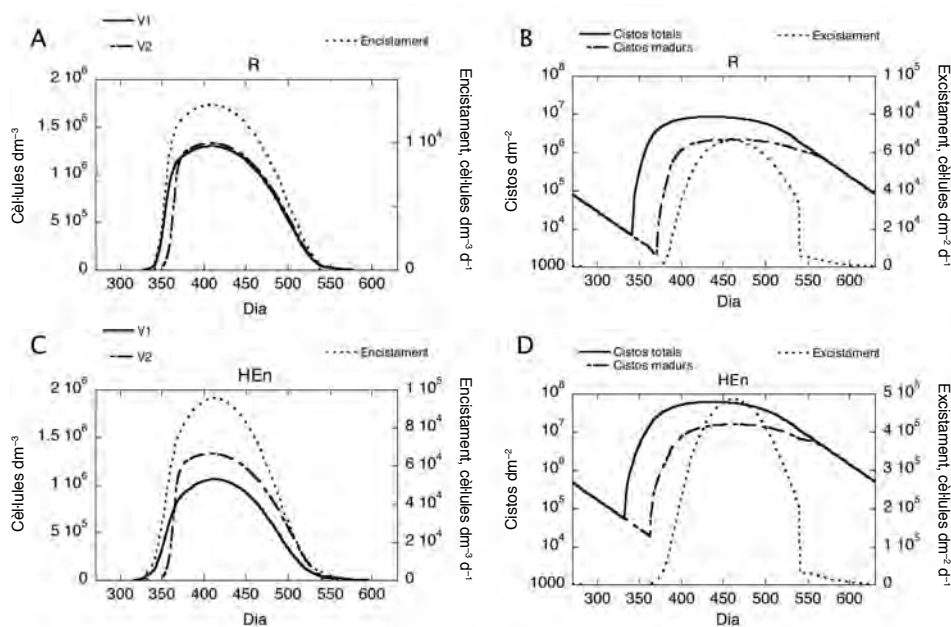 A
V1
V2
Encistament
R
2 10⁶
1.5 10⁶
1 10⁶
5 10⁵
0
Cèl·lules dm⁻³
1 10⁴
0
Encistament, cèl·lules dm⁻³ d⁻¹
300 350 400 450 500 550 600
Dia
B
Cistos totals
Cistos madurs
Excistament
R
10⁸
10⁷
10⁶
10⁵
10⁴
1000
Cistos dm⁻²
1 10⁵
8 10⁴
6 10⁴
4 10⁴
2 10⁴
0
Excistament, cèl·lules dm⁻² d⁻¹
300 350 400 450 500 550 600
Dia
C
V1
V2
Encistament
HEn
2 10⁶
1.5 10⁶
1 10⁶
5 10⁵
0
Cèl·lules dm⁻³
1 10⁵
8 10⁴
6 10⁴
4 10⁴
2 10⁴
0
Encistament, cèl·lules dm⁻³ d⁻¹
300 350 400 450 500 550 600
Dia
D
Cistos totals
Cistos madurs
Excistament
HEn
10⁸
10⁷
10⁶
10⁵
10⁴
1000
Cistos dm⁻²
5 10⁵
4 10⁵
3 10⁵
2 10⁵
1 10⁵
0
Excistament, cèl·lules dm⁻² d⁻¹
300 350 400 450 500 550 600
Dia